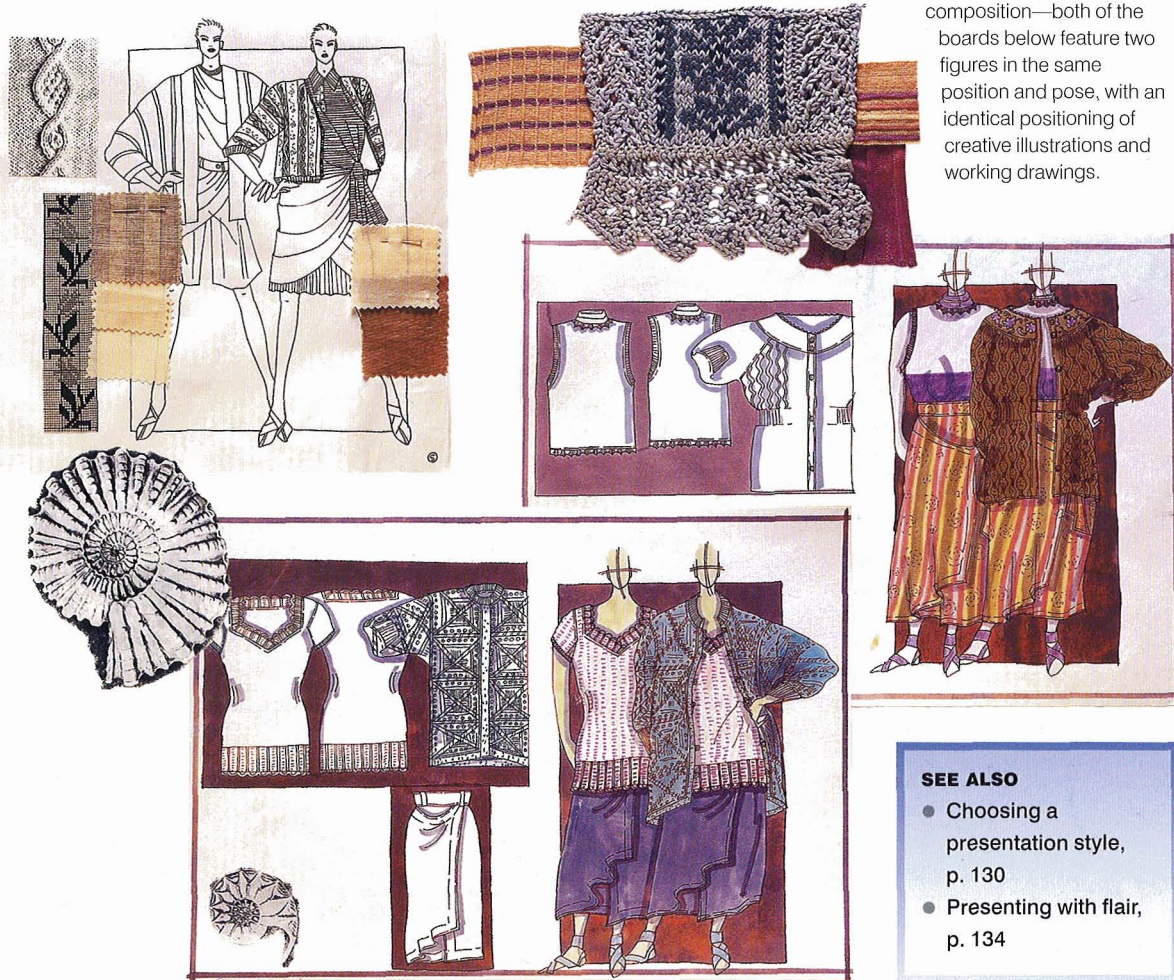 composition—both of the
boards below feature two
figures in the same
position and pose, with an
identical positioning of
creative illustrations and
working drawings.
SEE ALSO
● Choosing a
presentation style,
p. 130
● Presenting with flair,
p. 134